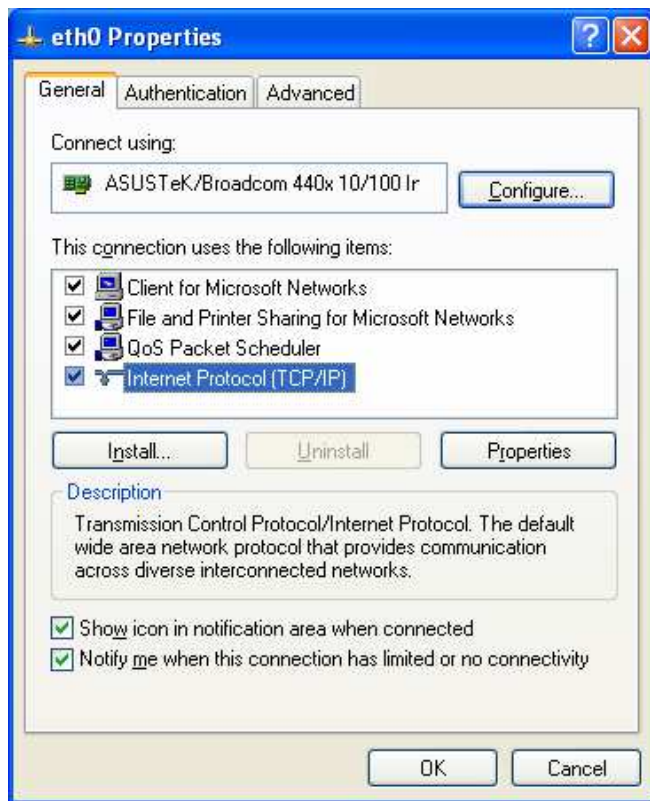 eth0 Properties
General Authentication Advanced
Connect using:
ASUSTeK/Broadcom 440x 10/100 Ir
Configure...
This connection uses the following items:
Client for Microsoft Networks
File and Printer Sharing for Microsoft Networks
QoS Packet Scheduler
Internet Protocol (TCP/IP)
Install... Uninstall Properties
Description
Transmission Control Protocol/Internet Protocol. The default
wide area network protocol that provides communication
across diverse interconnected networks.
Show icon in notification area when connected
Notify me when this connection has limited or no connectivity
OK Cancel